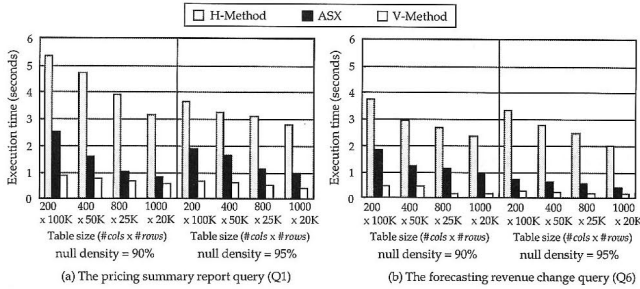 H-Method ASX V-Method
Execution time (seconds)
6
5
4
3
2
1
0
200 400 800 1000 200 400 800 1000
x 100K x 50K x 25K x 20K x 100K x 50K x 25K x 20K
Table size (#cols x #rows) Table size (#cols x #rows)
null density = 90% null density = 95%
(a) The pricing summary report query (Q1)
Execution time (seconds)
6
5
4
3
2
1
0
200 400 800 1000 200 400 800 1000
x 100K x 50K x 25K x 20K x 100K x 50K x 25K x 20K
Table size (#cols x #rows) Table size (#cols x #rows)
null density = 90% null density = 95%
(b) The forecasting revenue change query (Q6)